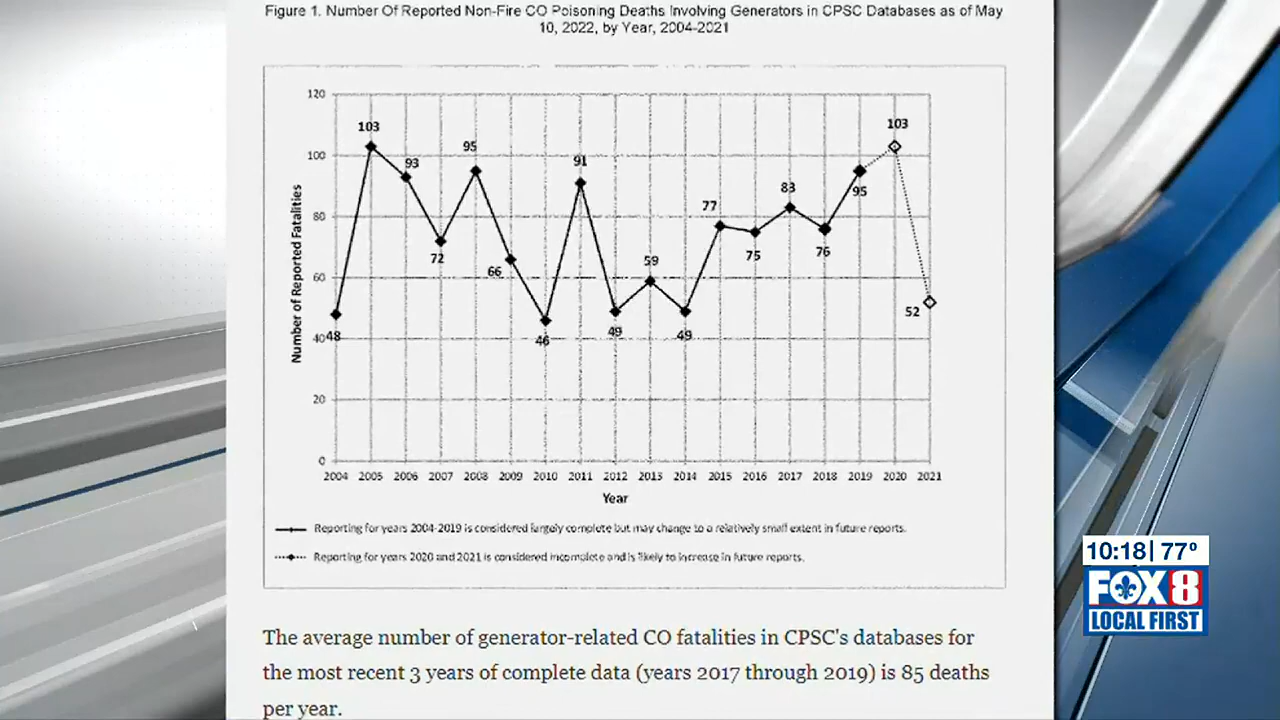 Figure 1. Number Of Reported Non-Fire CO Poisoning Deaths Involving Generators in CPSC Databases as of May
10, 2022, by Year, 2004-2021
120
103
103
95
93
91
100
83
95
77
80
Number of Reported Fatalities
72
75
76
66
59
60
52
48
46
49
49
40
20
0
2004 2005 2006 2007 2008 2009 2010 2011 2012 2013 2014 2015 2016 2017 2018 2019 2020 2021
Year
Reporting for years 2004-2019 is considered largely complete but may change to a relatively small extent in future reports.
Reporting for years 2020 and 2021 is considered incomplete and is likely to increase in future reports.
10:18 | 77º
FOX 8
LOCAL FIRST
The average number of generator-related CO fatalities in CPSC's databases for
the most recent 3 years of complete data (years 2017 through 2019) is 85 deaths
per year.